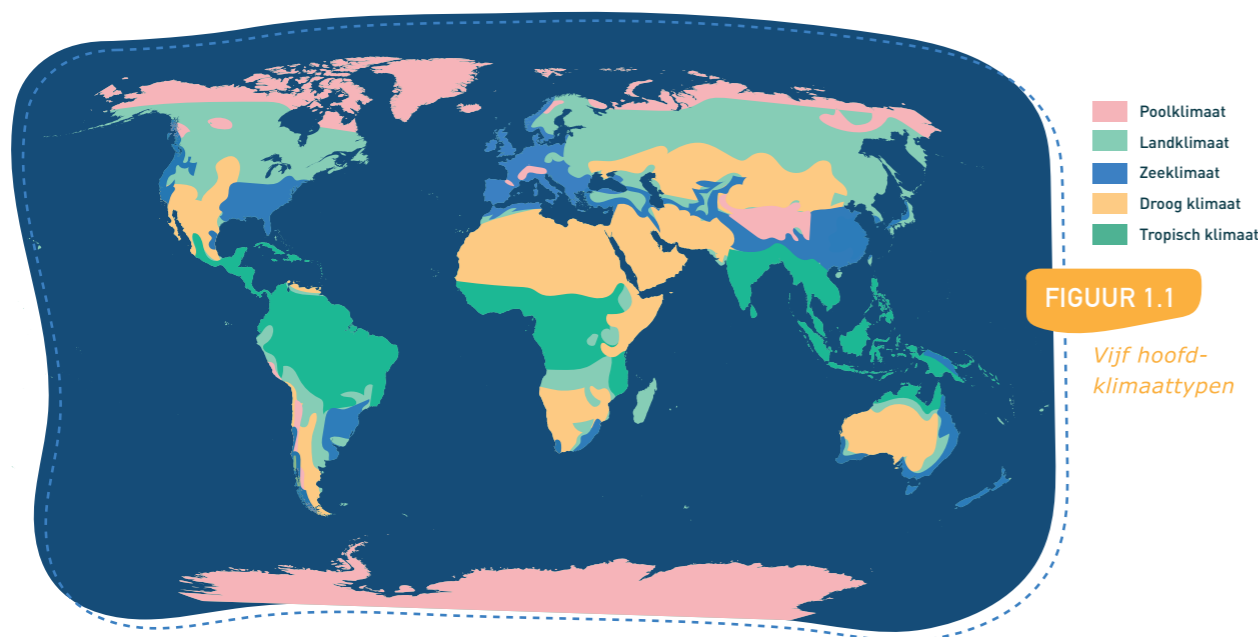 Poolklimaat
Landklimaat
Zeeklimaat
Droog klimaat
Tropisch klimaat
FIGUUR 1.1
Vijf hoofd-
klimaattypen